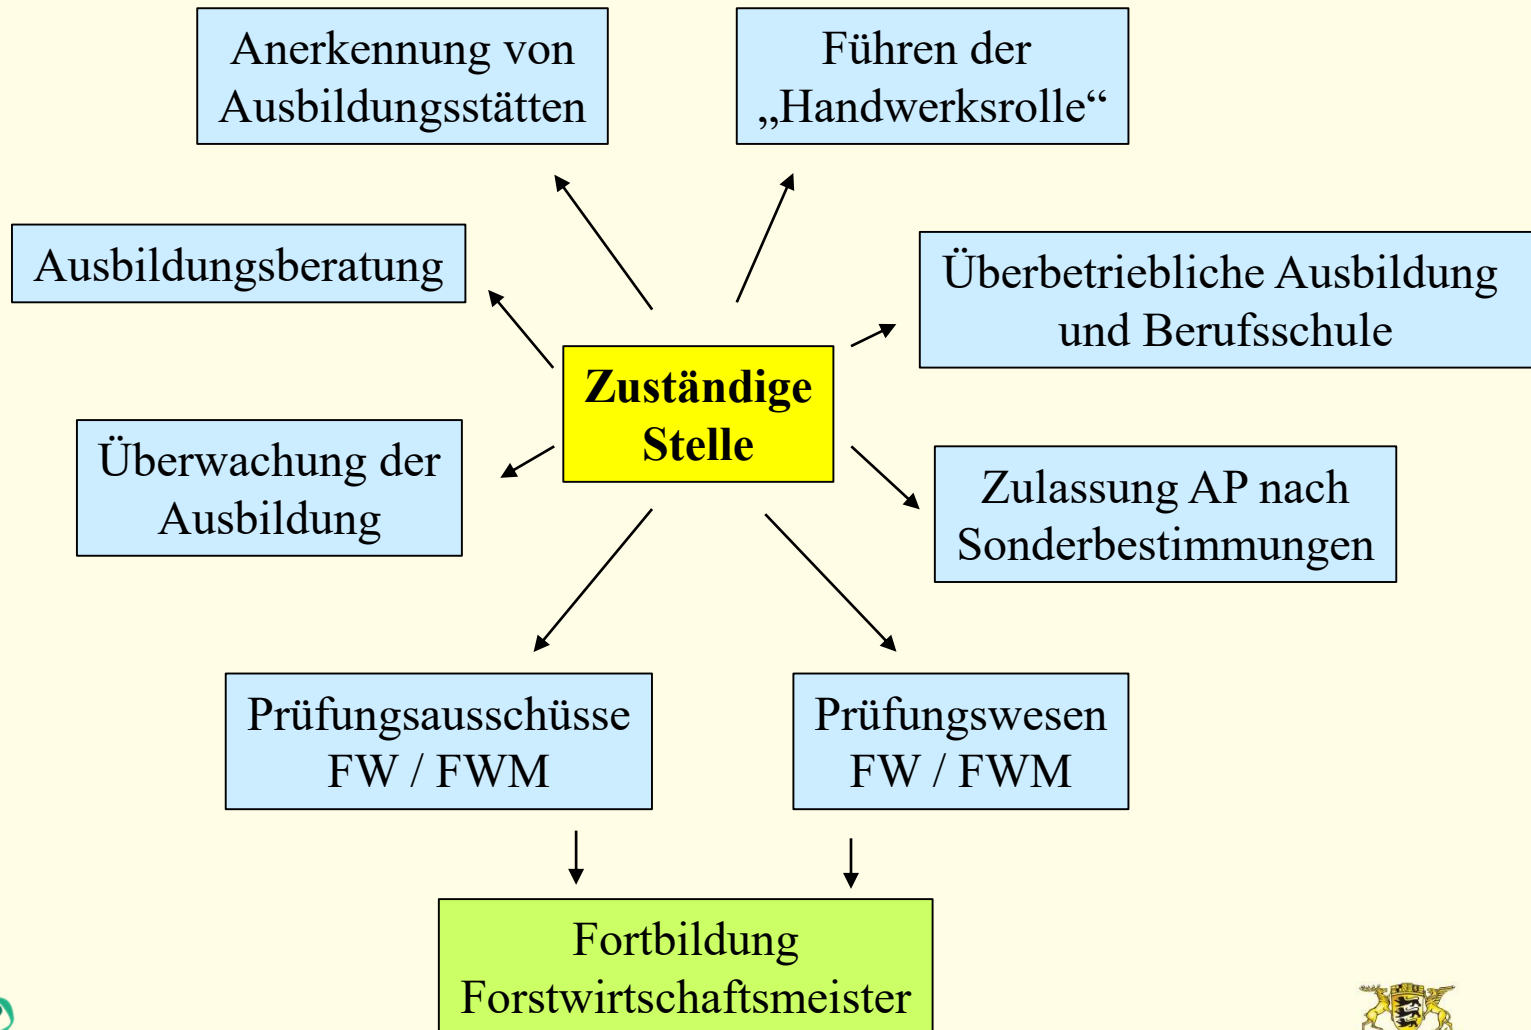 Anerkennung von
Ausbildungsstätten
Führen der
„Handwerksrolle“
Ausbildungsberatung
Überbetriebliche Ausbildung
und Berufsschule
Zuständige
Stelle
Überwachung der
Ausbildung
Zulassung AP nach
Sonderbestimmungen
Prüfungsausschüsse
FW / FWM
Prüfungswesen
FW / FWM
Fortbildung
Forstwirtschaftsmeister